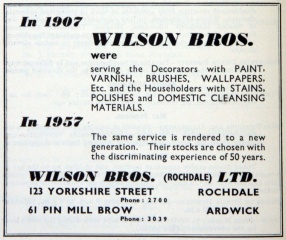 In 1907
WILSON BROS.
were
serving the Decorators with PAINT,
VARNISH, BRUSHES, WALLPAPERS,
Etc. and the Householders with STAINS,
POLISHES and DOMESTIC CLEANSING
MATERIALS.
In 1957
The same service is rendered to a new
generation. Their stocks are chosen with
the discriminating experience of 50 years.
WILSON BROS. (ROCHDALE) LTD.
123 YORKSHIRE STREET ROCHDALE
Phone : 2700
61 PIN MILL BROW ARDWICK
Phone : 3039